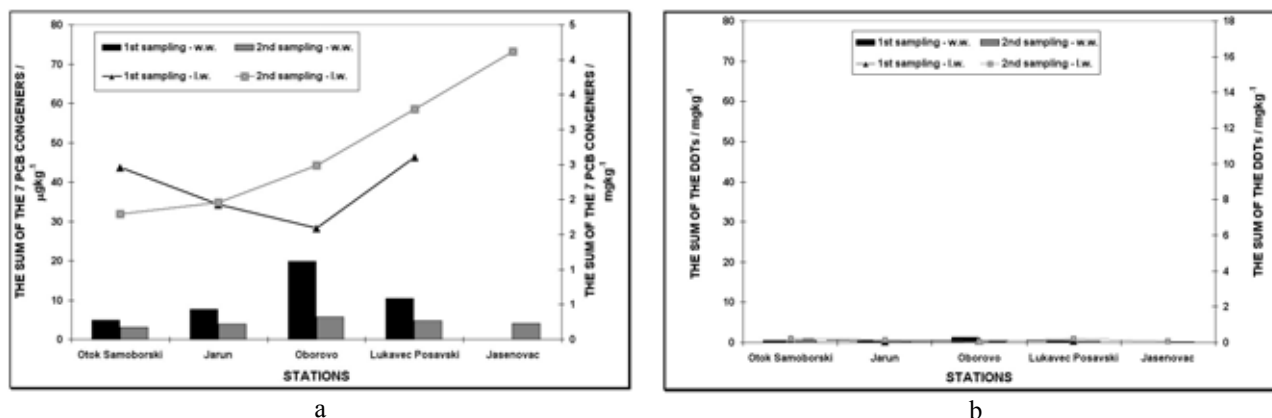 THE SUM OF THE 7 PCB CONGENERS /
µgkg-1
80
70
60
50
40
30
20
10
0
1st sampling - w.w.
2nd sampling - w.w.
1st sampling - l.w.
2nd sampling - l.w.
5
4
4
3
3
2
2
1
1
0
THE SUM OF THE 7 PCB CONGENERS /
mgkg-1
Otok Samoborski
Jarun
Oborovo
Lukavec Posavski
Jasenovac
STATIONS
a
THE SUM OF THE DDTs / mgkg-1
80
70
60
50
40
30
20
10
0
1st sampling - w.w.
2nd sampling - w.w.
1st sampling - l.w.
2nd sampling - l.w.
18
16
14
12
10
8
6
4
2
0
THE SUM OF THE DDTs / mgkg-1
Otok Samoborski
Jarun
Oborovo
Lukavec Posavski
Jasenovac
STATIONS
b